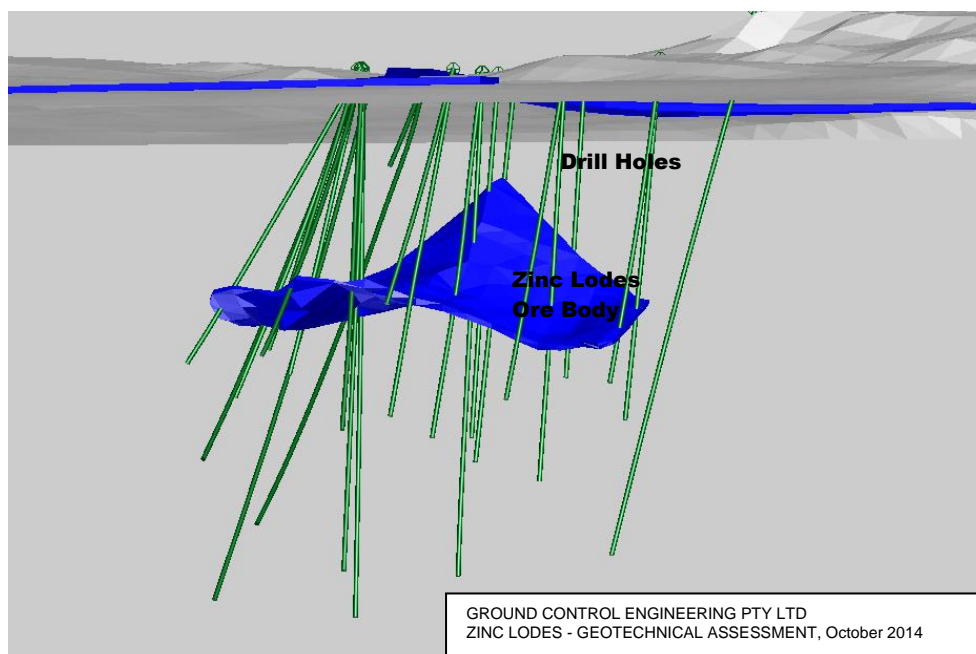 Drill Holes
Zinc Lodes
Ore Body
GROUND CONTROL ENGINEERING PTY LTD
ZINC LODES - GEOTECHNICAL ASSESSMENT, October 2014